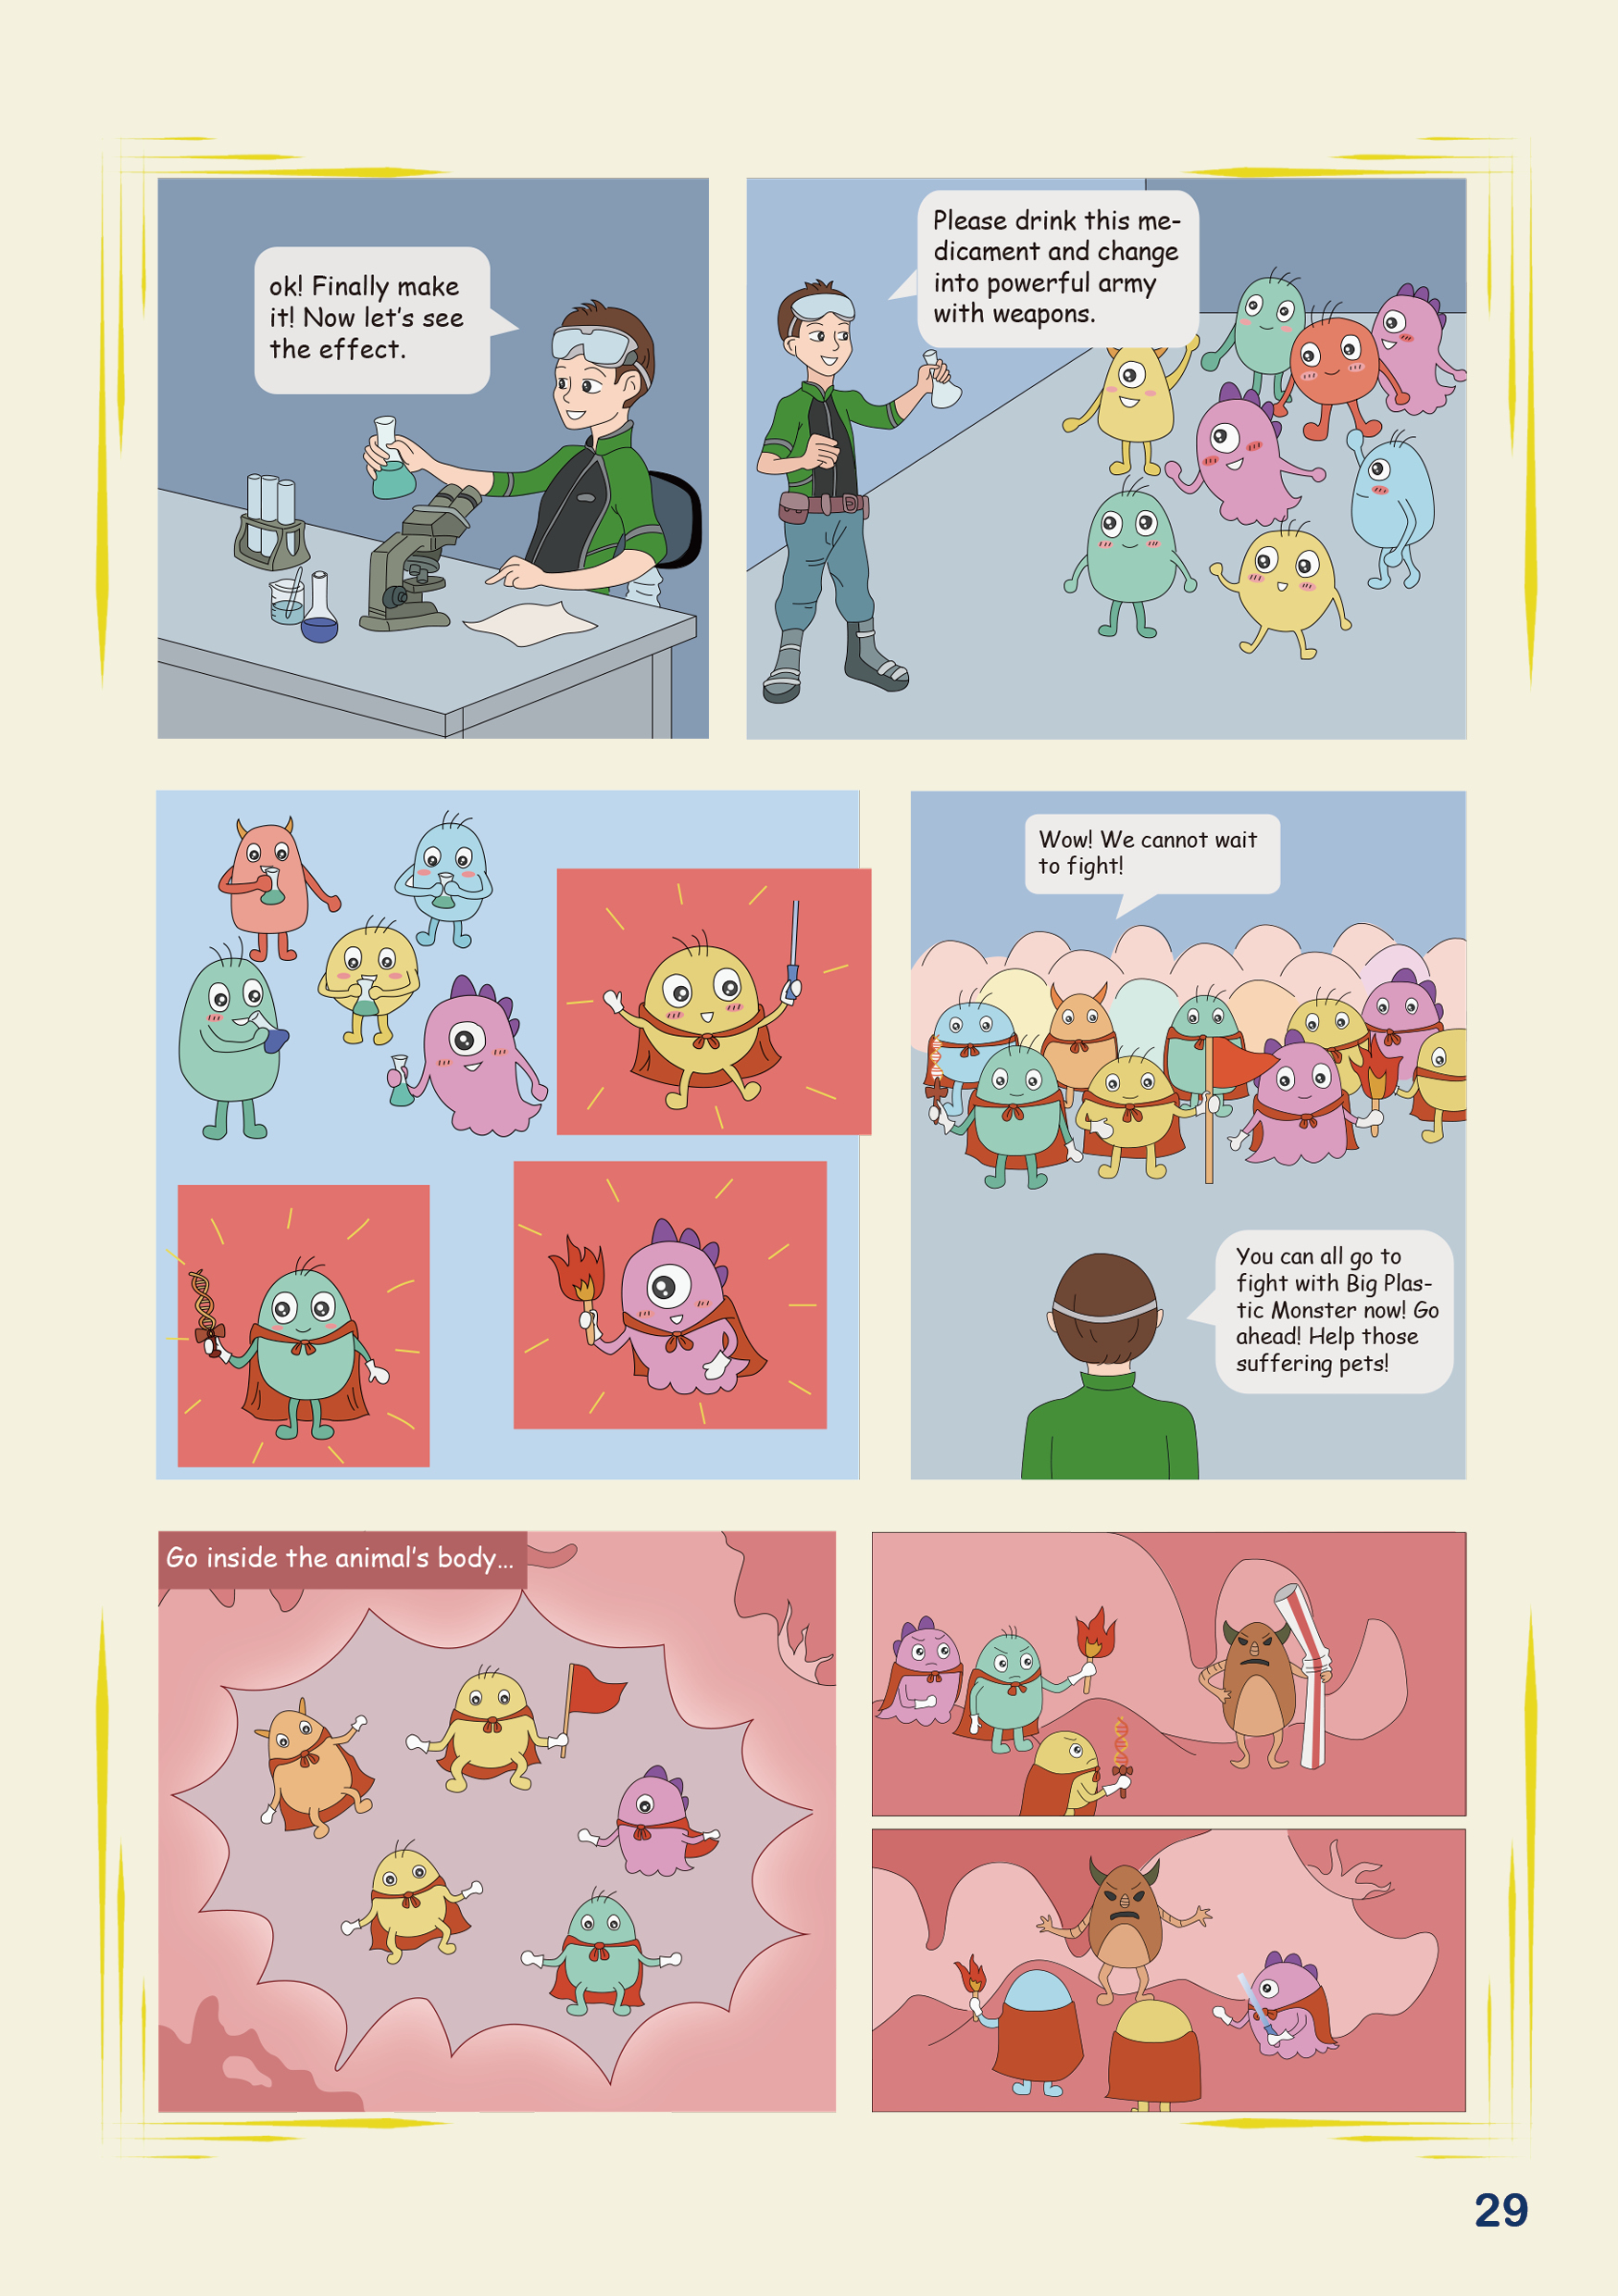 ok! Finally make
it! Now let's see
the effect.
Please drink this me-
dicament and change
into powerful army
with weapons.
Wow! We cannot wait
to fight!
You can all go to
fight with Big Plas-
tic Monster now! Go
ahead! Help those
suffering pets!
Go inside the animal's body...
29